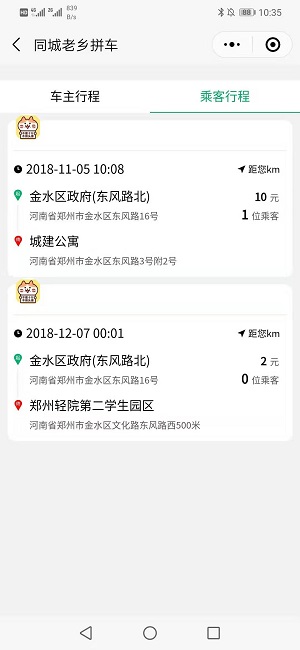 HD 4G 2G 839 B/s 88 10:35
同城老乡拼车
车主行程 乘客行程
2018-11-05 10:08 距您km
金水区政府(东风路北) 10 元
河南省郑州市金水区东风路16号 1 位乘客
城建公寓
河南省郑州市金水区东风路3号附2号
2018-12-07 00:01 距您km
金水区政府(东风路北) 2 元
河南省郑州市金水区东风路16号 0 位乘客
郑州轻院第二学生园区
河南省郑州市金水区文化路东风路西500米